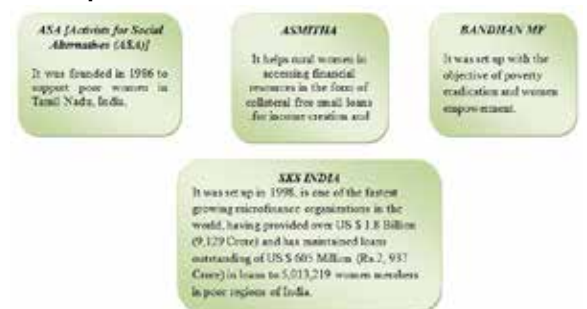 ASA [Activists for Social
Alternatives (ASA)]
It was founded in 1986 to
support poor women in
Tamil Nadu, India.
ASMITHA
It helps rural women in
accessing financial
resources in the form of
collateral free small loans
for income creation and
BANDHAN MF
It was set up with the
objective of poverty
eradication and women
empowerment.
SKS INDIA
It was set up in 1998, is one of the fastest
growing microfinance organizations in the
world, having provided over US $ 1.8 Billion
(9,129 Crore) and has maintained loans
outstanding of US $ 605 Million (Rs.2, 937
Crore) in loans to 5,013,219 women members
in poor regions of India.